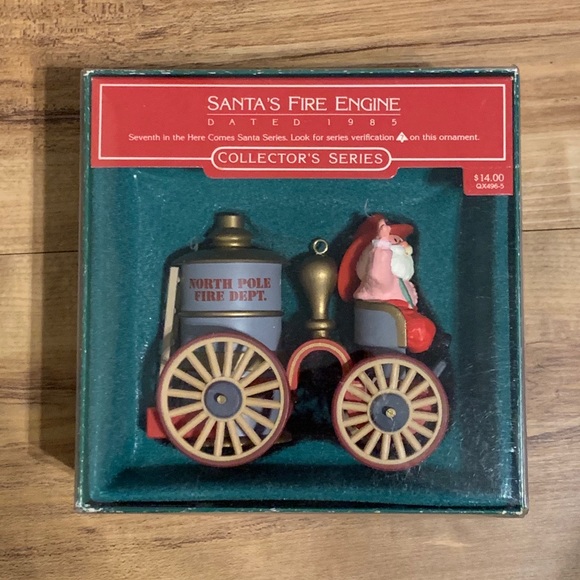 SANTA'S FIRE ENGINE
DATED 1985
Seventh in the Here Comes Santa Series. Look for series verification 7 on this ornament.
COLLECTOR'S SERIES
$14.00
QX496-5
NORTH POLE
FIRE DEPT.